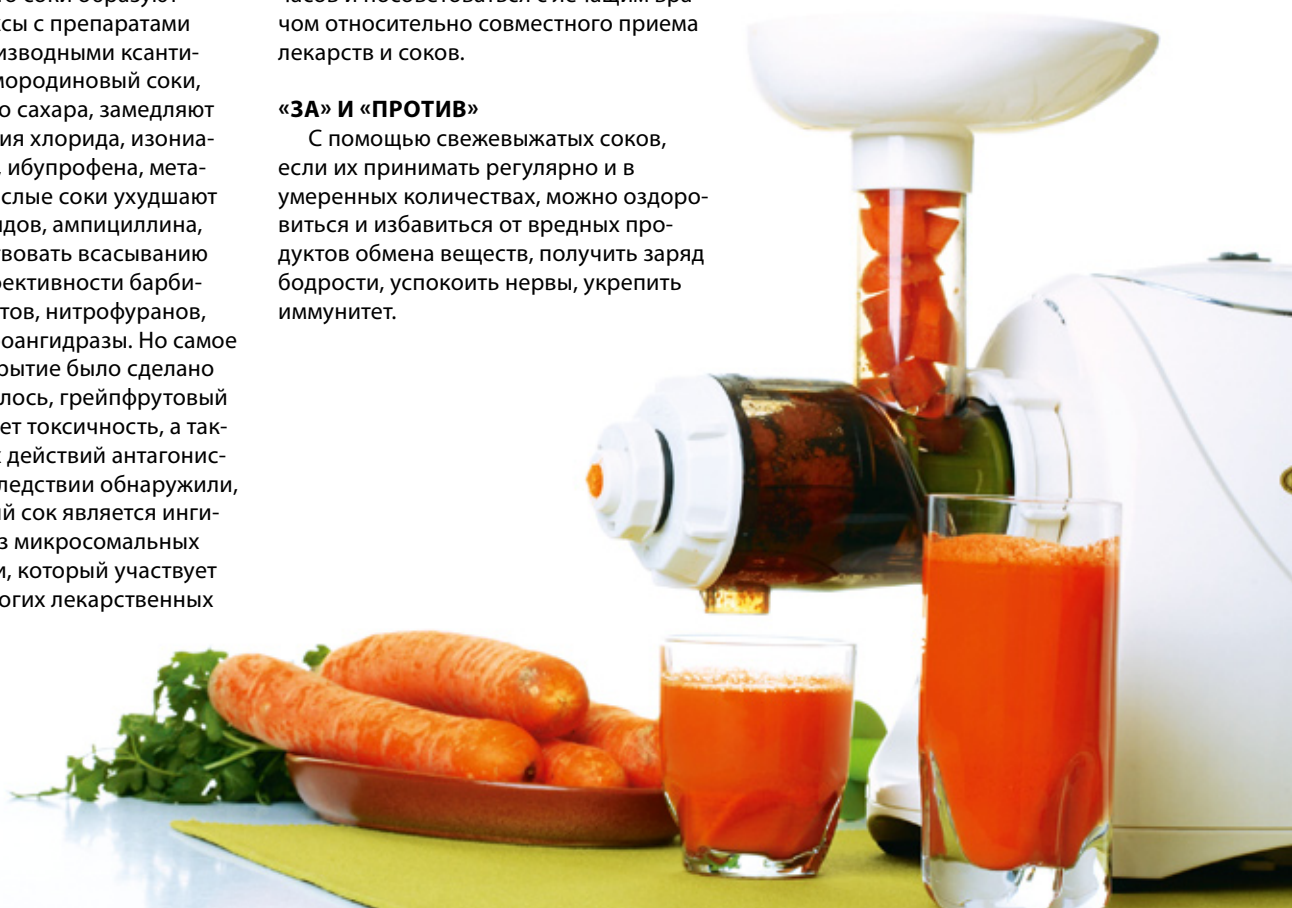 сы с препаратами
изводными ксанти-
мородиновый соки,
о сахара, замедляют
ия хлорида, изониа-
, ибупрофена, мета-
слые соки ухудшают
дов, ампициллина,
вовать всасыванию
ективности барби-
тов, нитрофуранов,
оангидразы. Но самое
рытие было сделано
лось, грейпфрутовый
ет токсичность, а так-
действий антагонис-
ледствии обнаружили,
й сок является инги-
з микросомальных
и, который участвует
огих лекарственных
чом относительно совместного приема
лекарств и соков.
«ЗА» И «ПРОТИВ»
С помощью свежевыжатых соков,
если их принимать регулярно и в
умеренных количествах, можно оздоро-
виться и избавиться от вредных про-
дуктов обмена веществ, получить заряд
бодрости, успокоить нервы, укрепить
иммунитет.